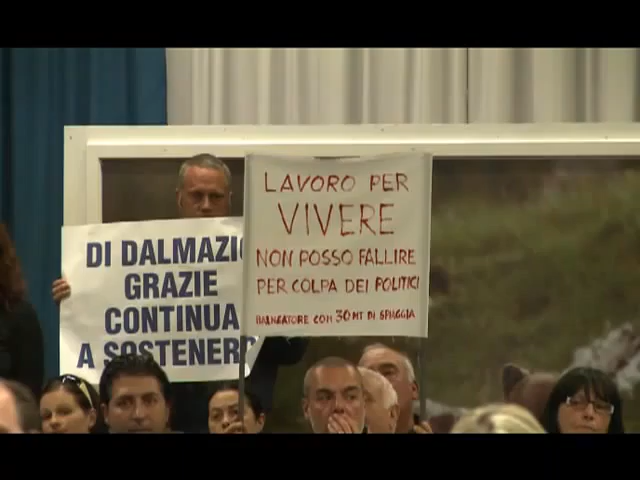 DI DALMAZIO
GRAZIE
CONTINUA
A SOSTENER
LAVORO PER
VIVERE
NON POSSO FALLIRE
PER COLPA DEI POLITICI
BALNEATORE CON 30 MT DI SPIAGGIA